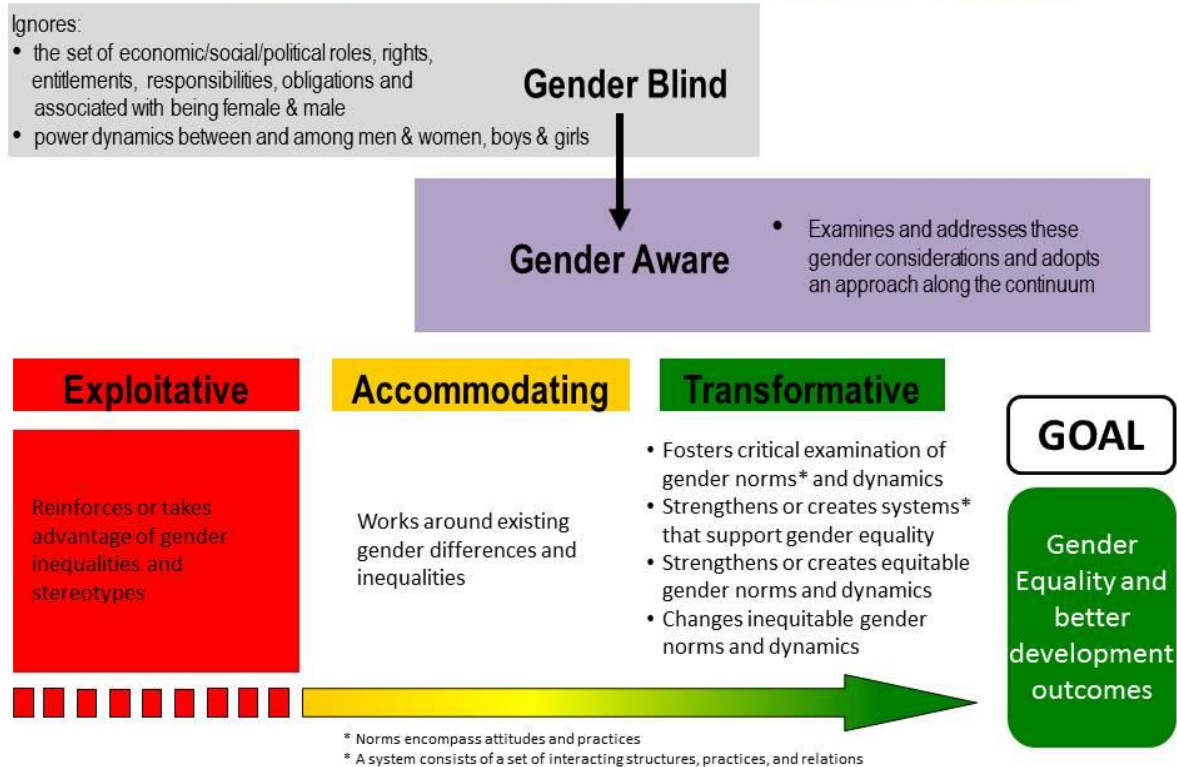 Ignores:
• the set of economic/social/political roles, rights,
entitlements, responsibilities, obligations and
associated with being female & male
• power dynamics between and among men & women, boys & girls
Gender Blind
Gender Aware
• Examines and addresses these
gender considerations and adopts
an approach along the continuum
Exploitative
Reinforces or takes
advantage of gender
inequalities and
stereotypes
Accommodating
Works around existing
gender differences and
inequalities
Transformative
• Fosters critical examination of
gender norms* and dynamics
• Strengthens or creates systems*
that support gender equality
• Strengthens or creates equitable
gender norms and dynamics
• Changes inequitable gender
norms and dynamics
GOAL
Gender
Equality and
better
development
outcomes
* Norms encompass attitudes and practices
* A system consists of a set of interacting structures, practices, and relations